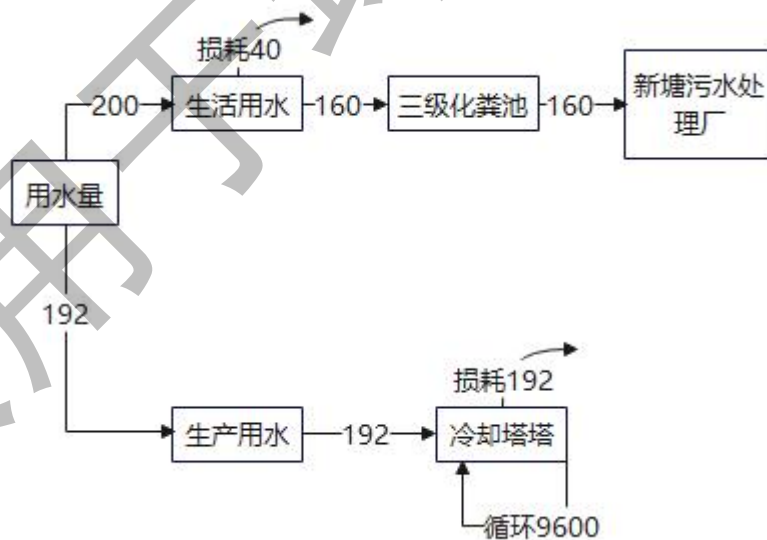 损耗40
200
生活用水
160
三级化粪池
160
新塘污水处
理厂
用水量
192
损耗192
生产用水
192
冷却塔塔
循环9600
用于